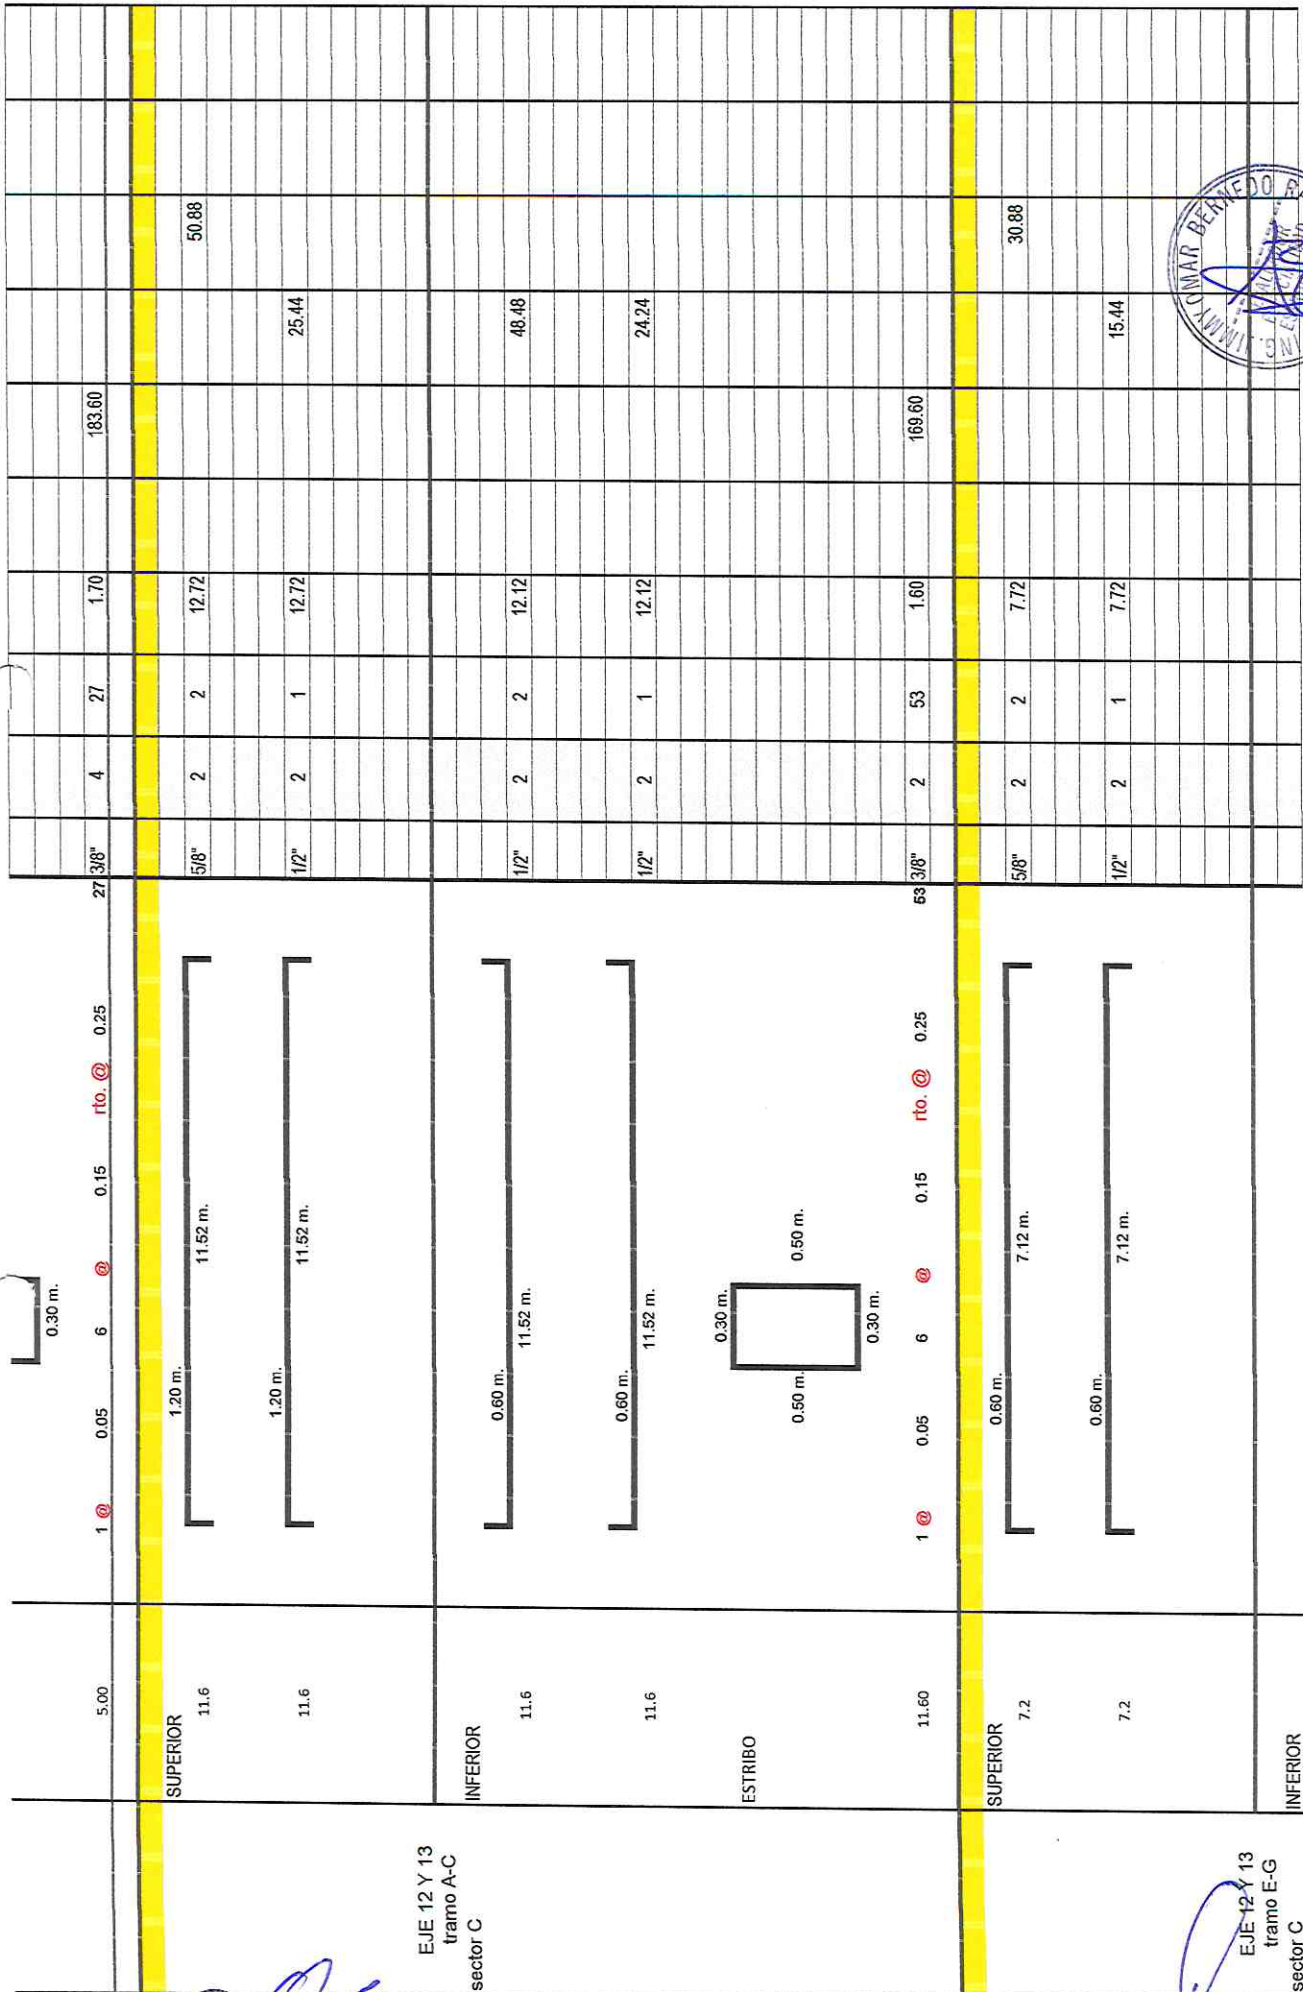 0.30 m.
5.00 1 @ 0.05 6 @ 0.15 rto. @ 0.25 27 3/8" 4 27 1.70 183.60
SUPERIOR
1.20 m.
11.6 11.52 m. 5/8" 2 2 12.72 50.88
1.20 m.
11.6 11.52 m. 1/2" 2 1 12.72 25.44
EJE 12 Y 13
tramo A-C
sector C
INFERIOR
0.60 m.
11.6 11.52 m. 1/2" 2 2 12.12 48.48
0.60 m.
11.6 11.52 m. 1/2" 2 1 12.12 24.24
ESTRIBO
0.30 m.
0.50 m. 0.50 m.
0.30 m.
11.60 1 @ 0.05 6 @ 0.15 rto. @ 0.25 53 3/8" 2 53 1.60 169.60
SUPERIOR
0.60 m.
7.2 7.12 m. 5/8" 2 2 7.72 30.88
0.60 m.
7.2 7.12 m. 1/2" 2 1 7.72 15.44
EJE 12 Y 13
tramo E-G
sector C
INFERIOR
ING. JIMMY OMAR BERNEDO